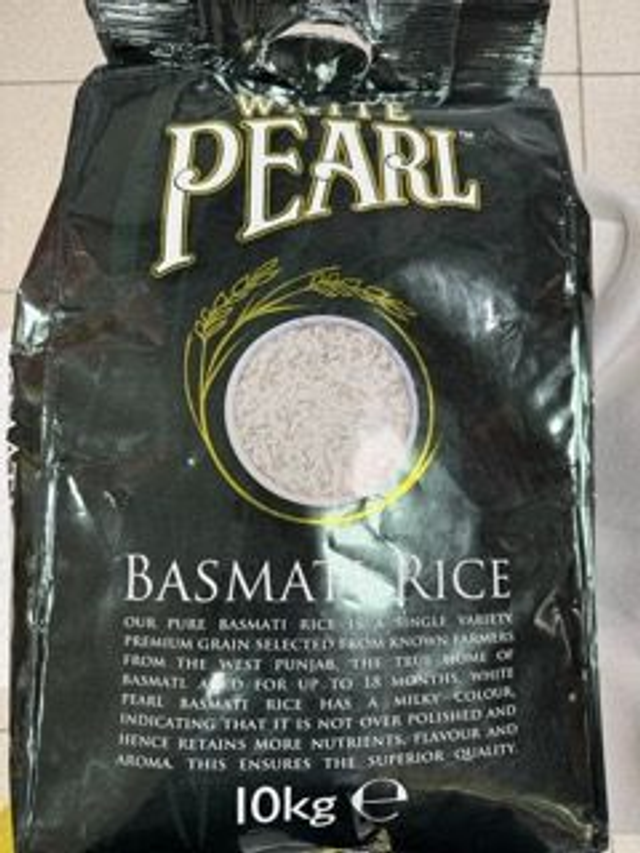 WHITE
PEARL™
BASMATI RICE
OUR PURE BASMATI RICE IS A SINGLE VARIETY
PREMIUM GRAIN SELECTED FROM KNOWN FARMERS
FROM THE WEST PUNJAB, THE TRUE HOME OF
BASMATI. AGED FOR UP TO 18 MONTHS, WHITE
PEARL BASMATI RICE HAS A MILKY COLOUR,
INDICATING THAT IT IS NOT OVER POLISHED AND
HENCE RETAINS MORE NUTRIENTS, FLAVOUR AND
AROMA. THIS ENSURES THE SUPERIOR QUALITY.
10kg ℮